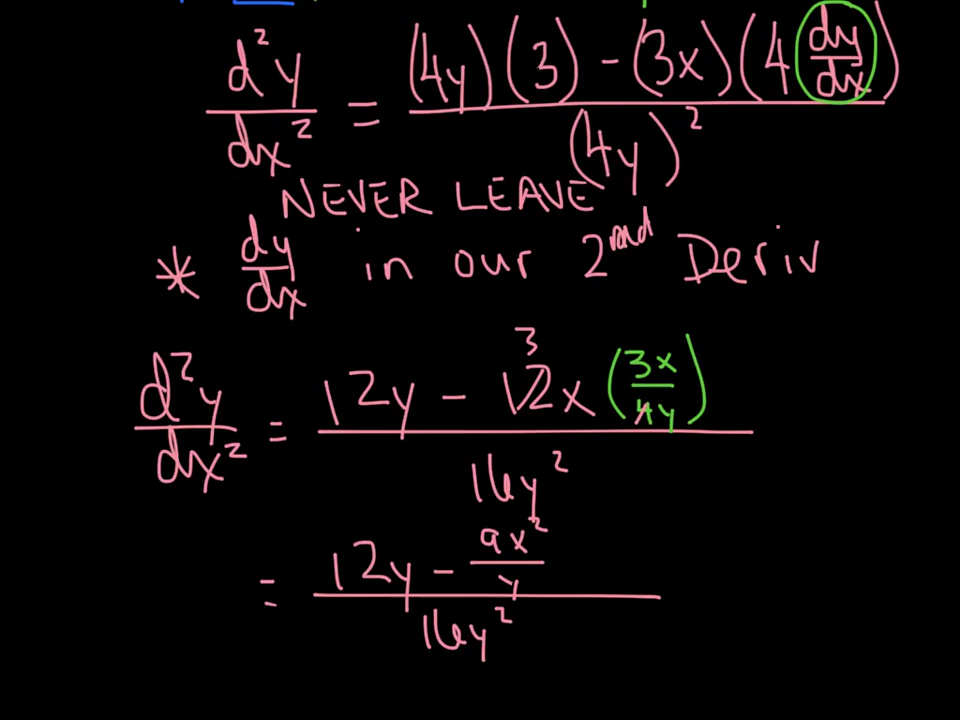 d²y/dx² = ((4y)(3) - (3x)(4 dy/dx))/(4y)²
NEVER LEAVE
* dy/dx in our 2nd Deriv
d²y/dx² = (12y - 12x (3x/4y))/16y²
3
= (12y - 9x²/y)/16y²